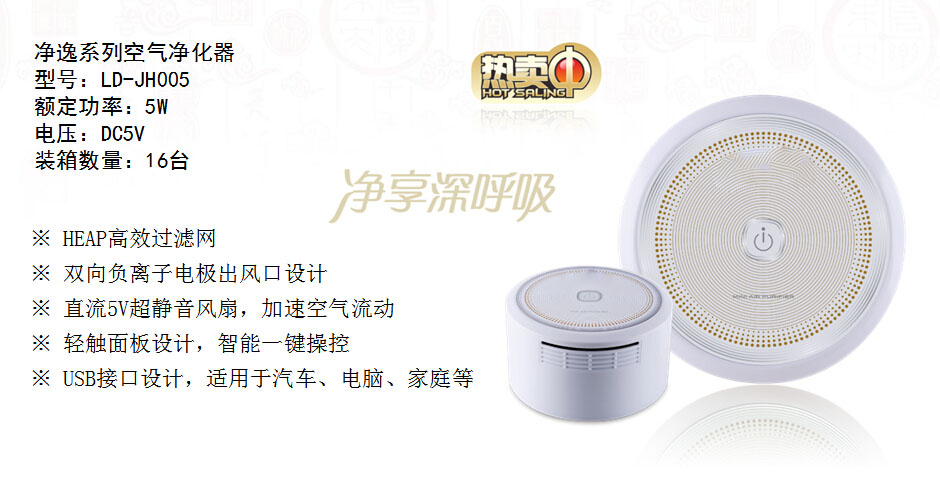 净逸系列空气净化器
型号：LD-JH005
额定功率：5W
电压：DC5V
装箱数量：16台
热卖中
HOT SALING
净享深呼吸
※ HEAP高效过滤网
※ 双向负离子电极出风口设计
※ 直流5V超静音风扇，加速空气流动
※ 轻触面板设计，智能一键操控
※ USB接口设计，适用于汽车、电脑、家庭等
MINI AIR PURIFIER